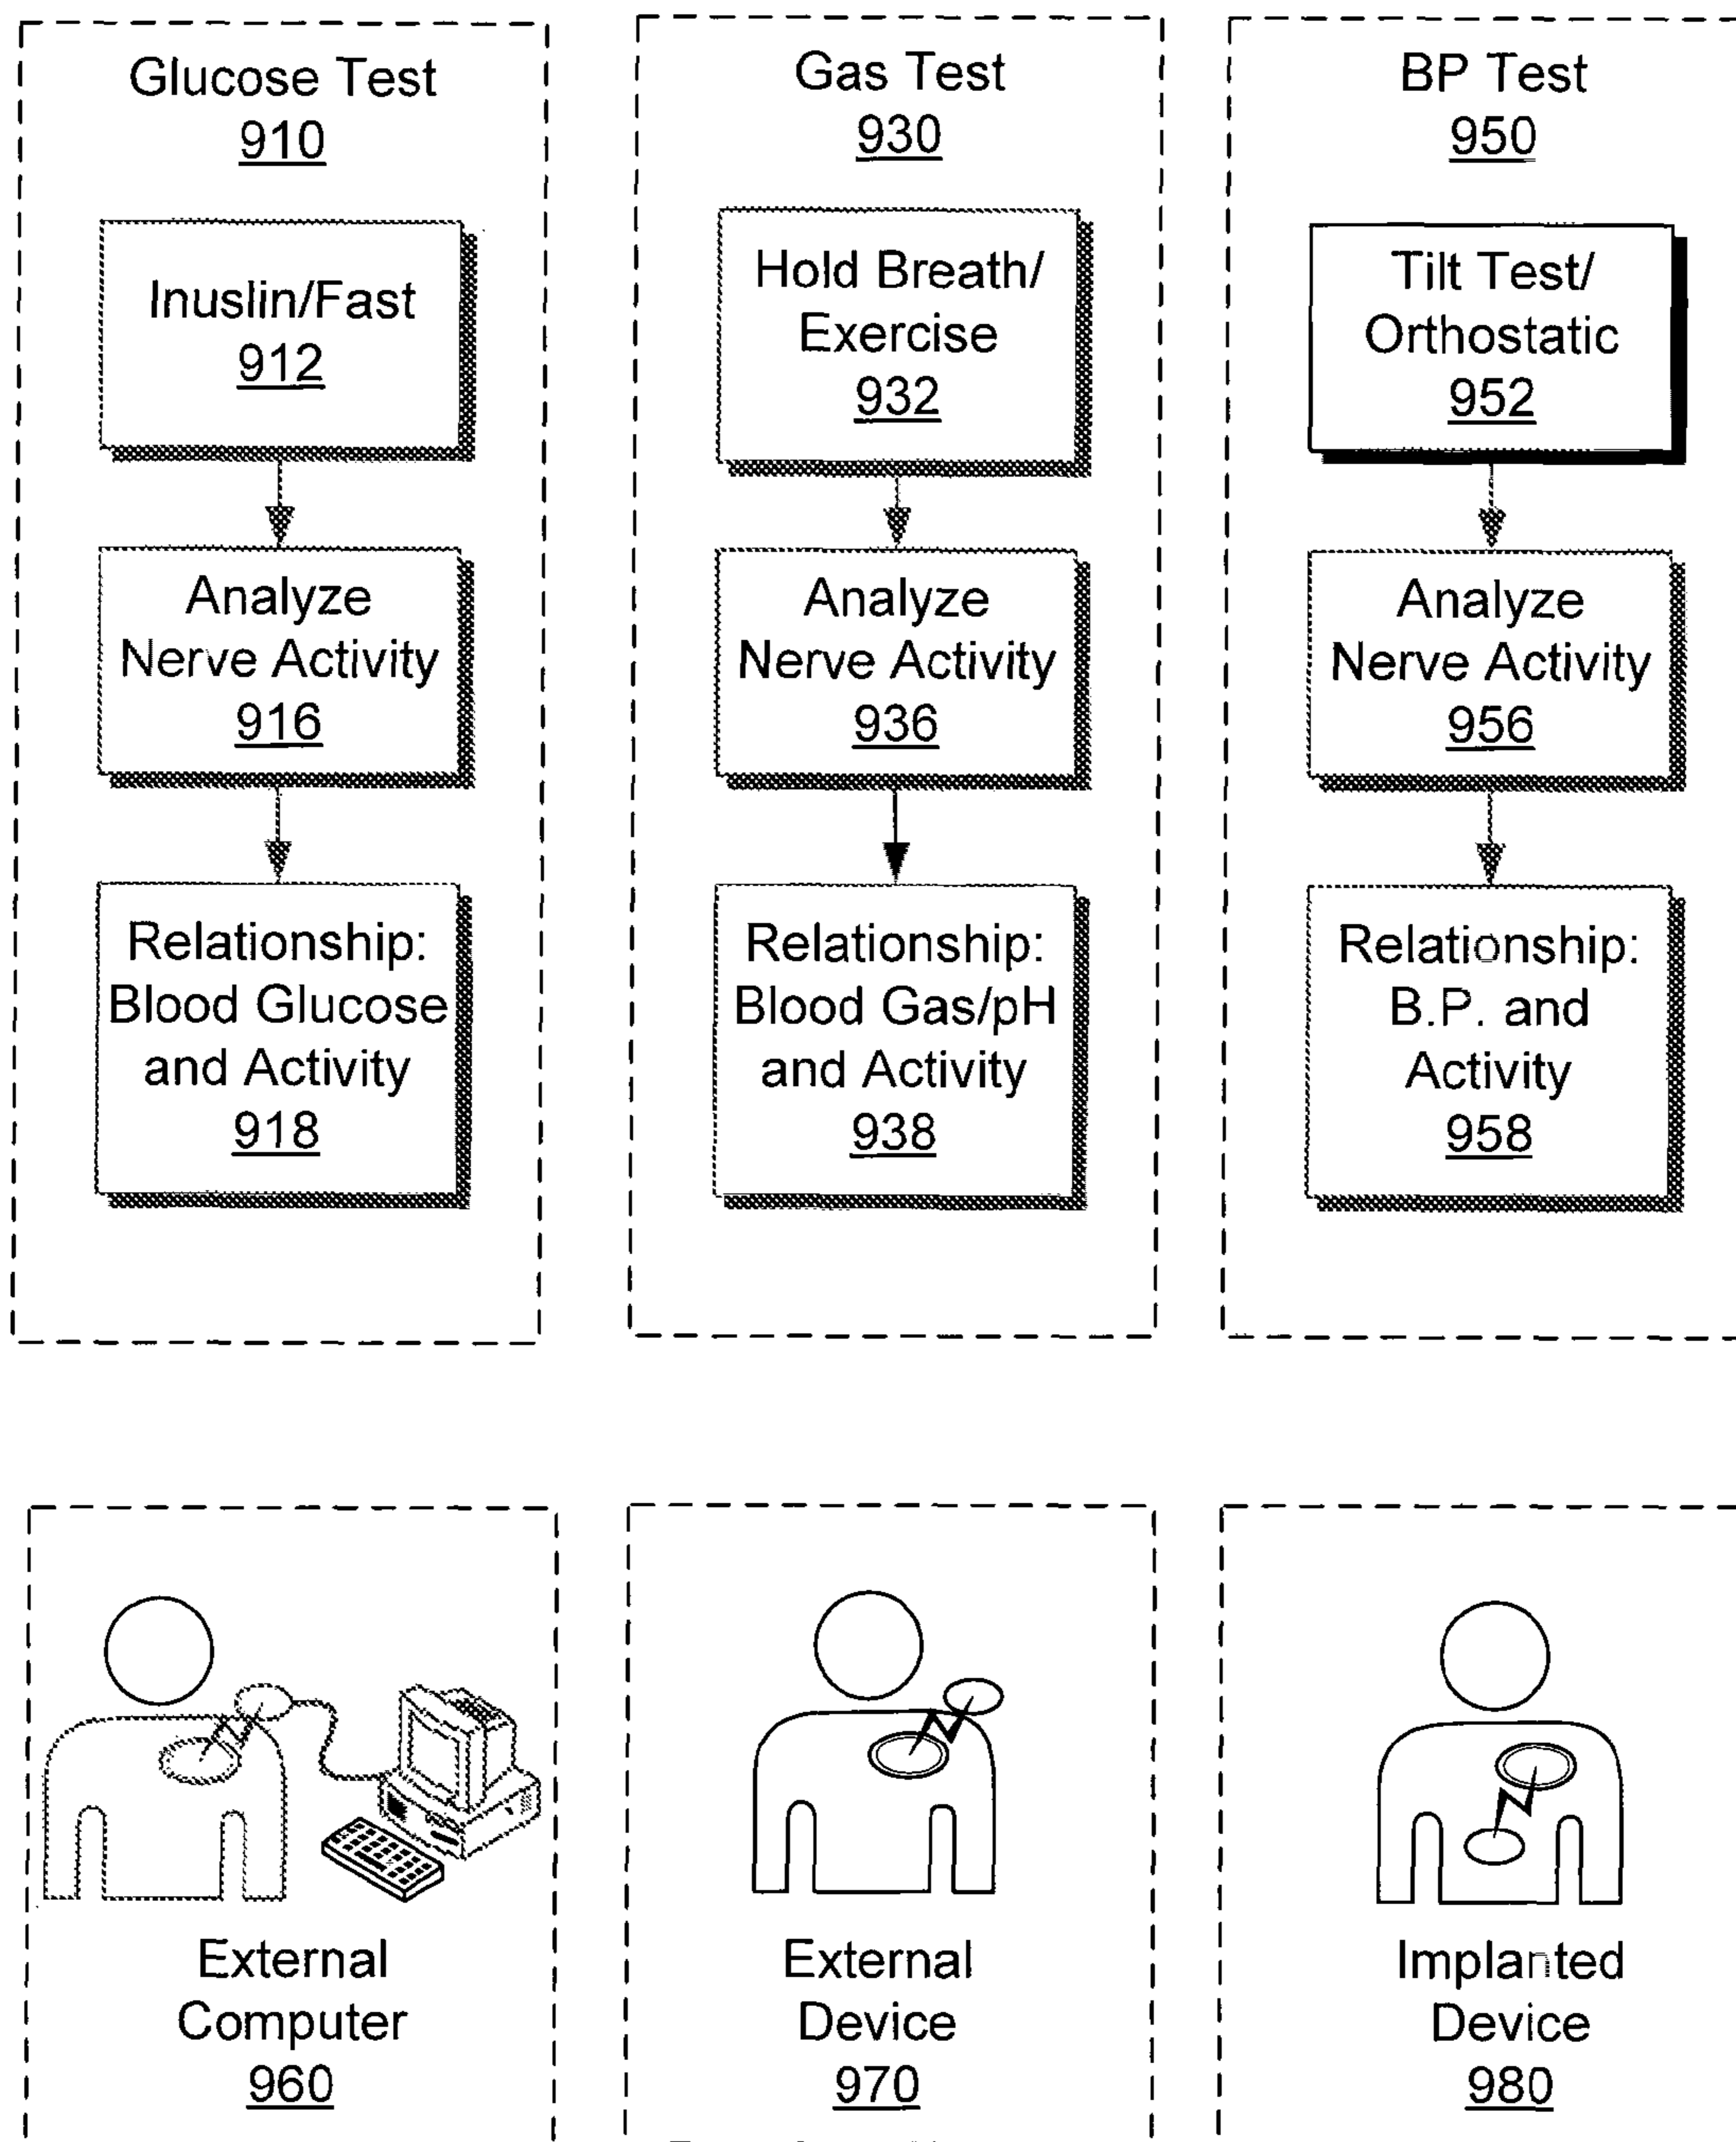 Glucose Test
910
Inuslin/Fast
912
Analyze
Nerve Activity
916
Relationship:
Blood Glucose
and Activity
918
Gas Test
930
Hold Breath/
Exercise
932
Analyze
Nerve Activity
936
Relationship:
Blood Gas/pH
and Activity
938
BP Test
950
Tilt Test/
Orthostatic
952
Analyze
Nerve Activity
956
Relationship:
B.P. and
Activity
958
External
Computer
960
External
Device
970
Implanted
Device
980